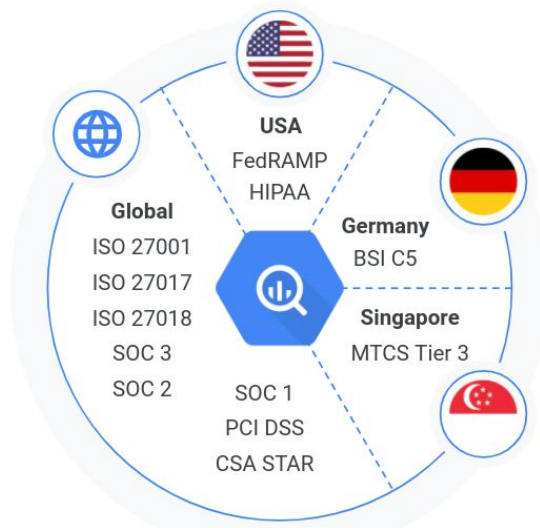 USA
FedRAMP
HIPAA
Global
ISO 27001
ISO 27017
ISO 27018
SOC 3
SOC 2
SOC 1
PCI DSS
CSA STAR
Germany
BSI C5
Singapore
MTCS Tier 3